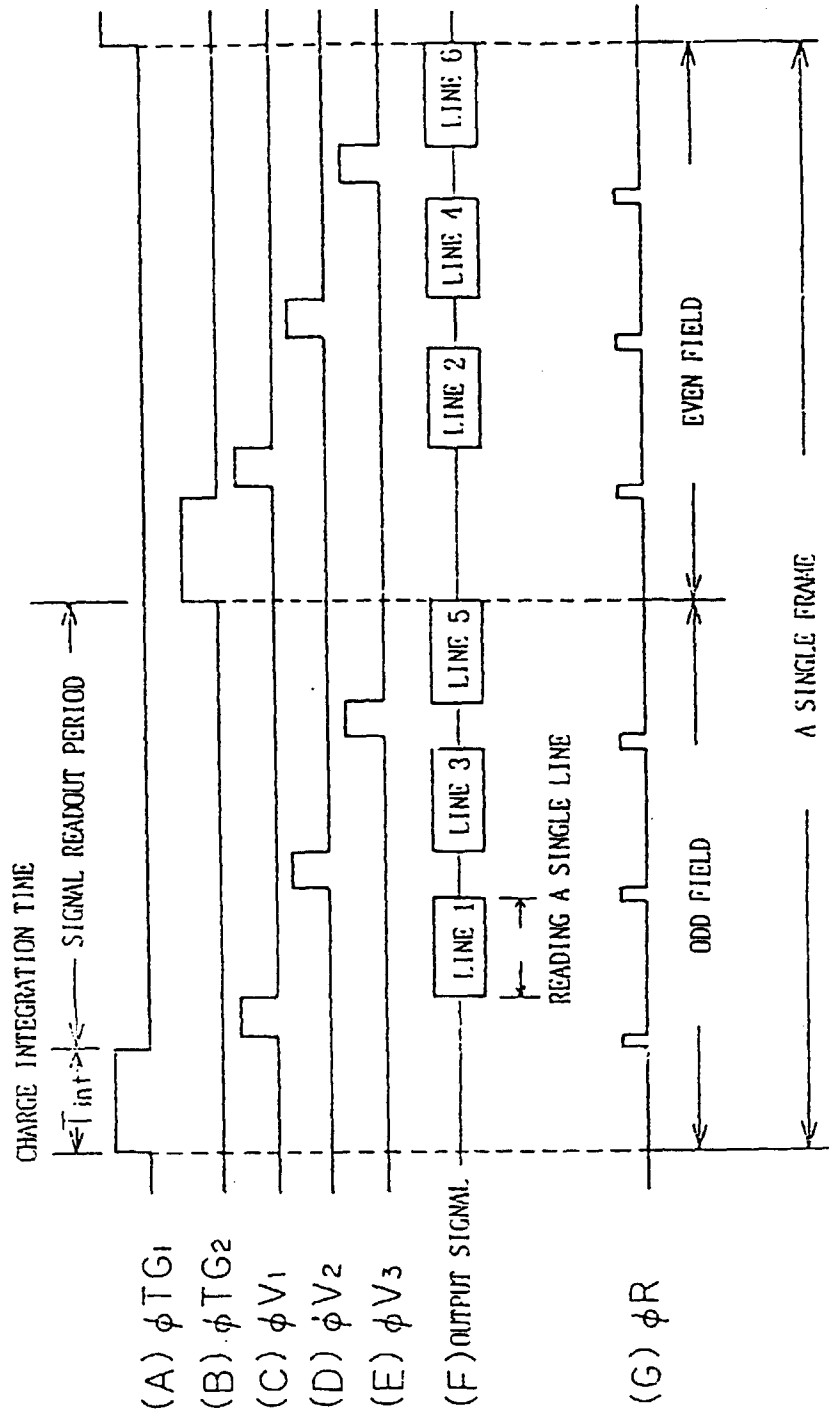 CHARGE INTEGRATION TIME
Tint
SIGNAL READOUT PERIOD
(A) φTG1
(B) φTG2
(C) φV1
(D) φV2
(E) φV3
(F) OUTPUT SIGNAL
LINE 1
LINE 3
LINE 5
LINE 2
LINE 4
LINE 6
READING A SINGLE LINE
(G) φR
ODD FIELD
EVEN FIELD
A SINGLE FRAME